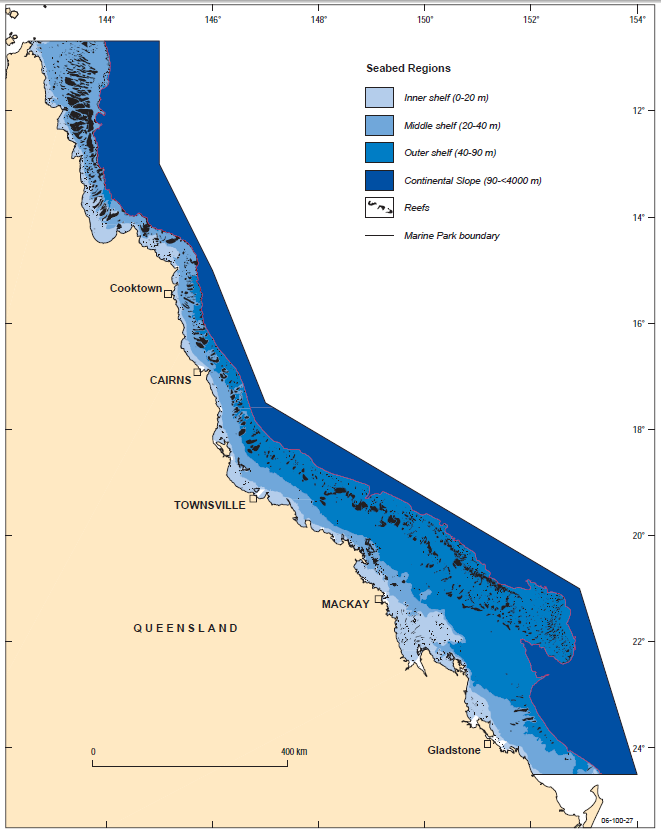 144°
146°
148°
150°
152°
154°
Seabed Regions
Inner shelf (0-20 m)
Middle shelf (20-40 m)
Outer shelf (40-90 m)
Continental Slope (90-<4000 m)
Reefs
Marine Park boundary
12°
14°
16°
18°
20°
22°
24°
Cooktown
CAIRNS
TOWNSVILLE
MACKAY
QUEENSLAND
Gladstone
0
400 km
06-100-27